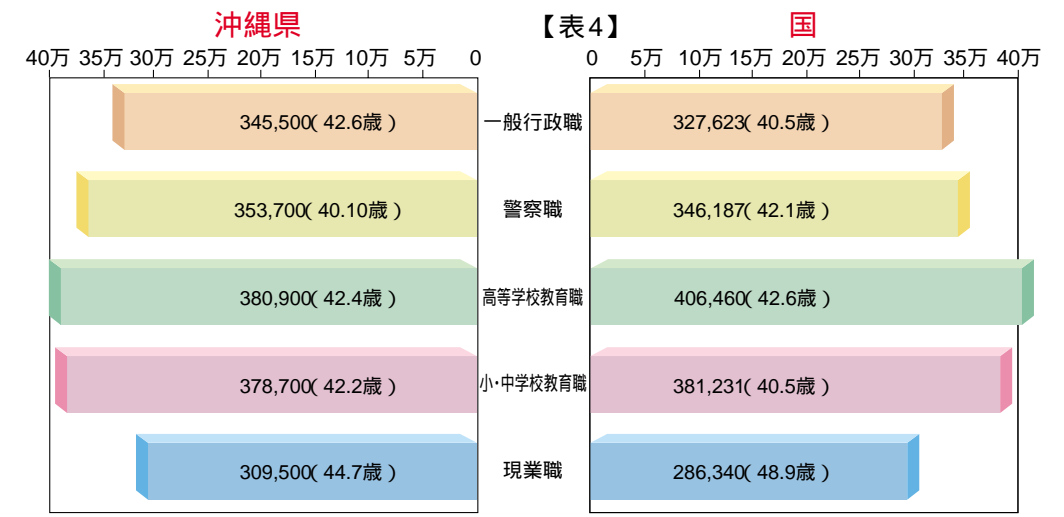 沖縄県 【表4】 国
40万 35万 30万 25万 20万 15万 10万 5万 0 0 5万 10万 15万 20万 25万 30万 35万 40万
345,500(42.6歳) 一般行政職 327,623(40.5歳)
353,700(40.10歳) 警察職 346,187(42.1歳)
380,900(42.4歳) 高等学校教育職 406,460(42.6歳)
378,700(42.2歳) 小・中学校教育職 381,231(40.5歳)
309,500(44.7歳) 現業職 286,340(48.9歳)